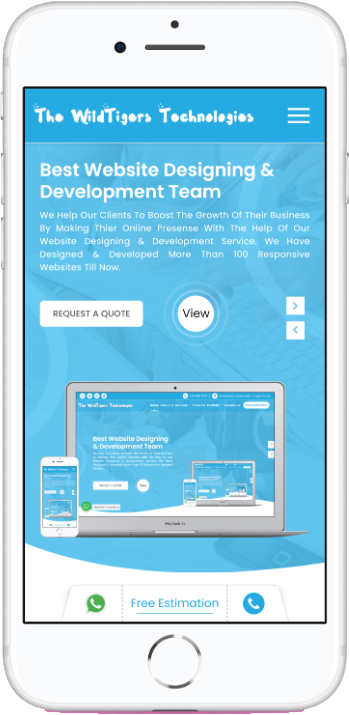 The WildTigers Technologies
Best Website Designing &
Development Team
We Help Our Clients To Boost The Growth Of Their Business
By Making Thier Online Presense With The Help Of Our
Website Designing & Development Service. We Have
Designed & Developed More Than 100 Responsive
Websites Till Now.
REQUEST A QUOTE
View
The WildTigers Technologies
Best Website Designing
& Development Team
View
Free Estimation